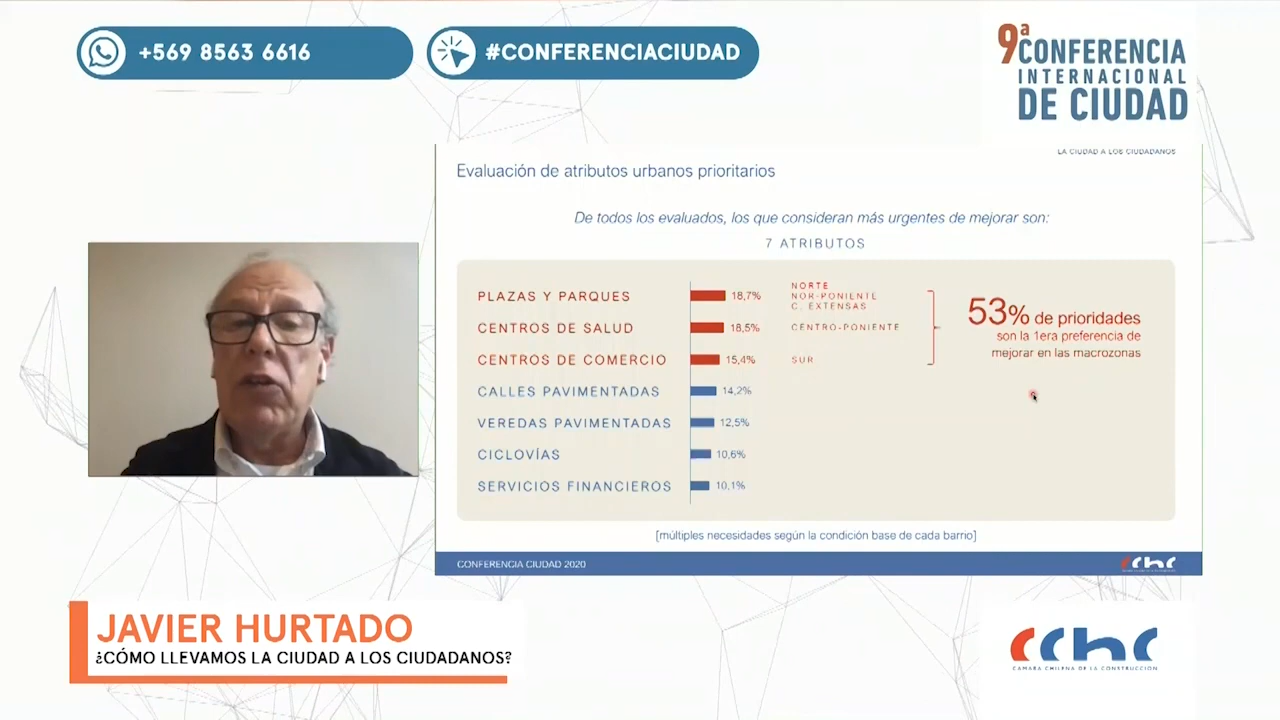 +569 8563 6616
#CONFERENCIACIUDAD
9ª CONFERENCIA
INTERNACIONAL
DE CIUDAD
LA CIUDAD A LOS CIUDADANOS
Evaluación de atributos urbanos prioritarios
De todos los evaluados, los que consideran más urgentes de mejorar son:
7 ATRIBUTOS
PLAZAS Y PARQUES 18,7% NORTE
NOR-PONIENTE
C. EXTENSAS
CENTROS DE SALUD 18,5% CENTRO-PONIENTE
CENTROS DE COMERCIO 15,4% SUR
53% de prioridades
son la 1era preferencia de
mejorar en las macrozonas
CALLES PAVIMENTADAS 14,2%
VEREDAS PAVIMENTADAS 12,5%
CICLOVÍAS 10,6%
SERVICIOS FINANCIEROS 10,1%
[múltiples necesidades según la condición base de cada barrio]
CONFERENCIA CIUDAD 2020
cchc
JAVIER HURTADO
¿CÓMO LLEVAMOS LA CIUDAD A LOS CIUDADANOS?
cchc
CÁMARA CHILENA DE LA CONSTRUCCIÓN